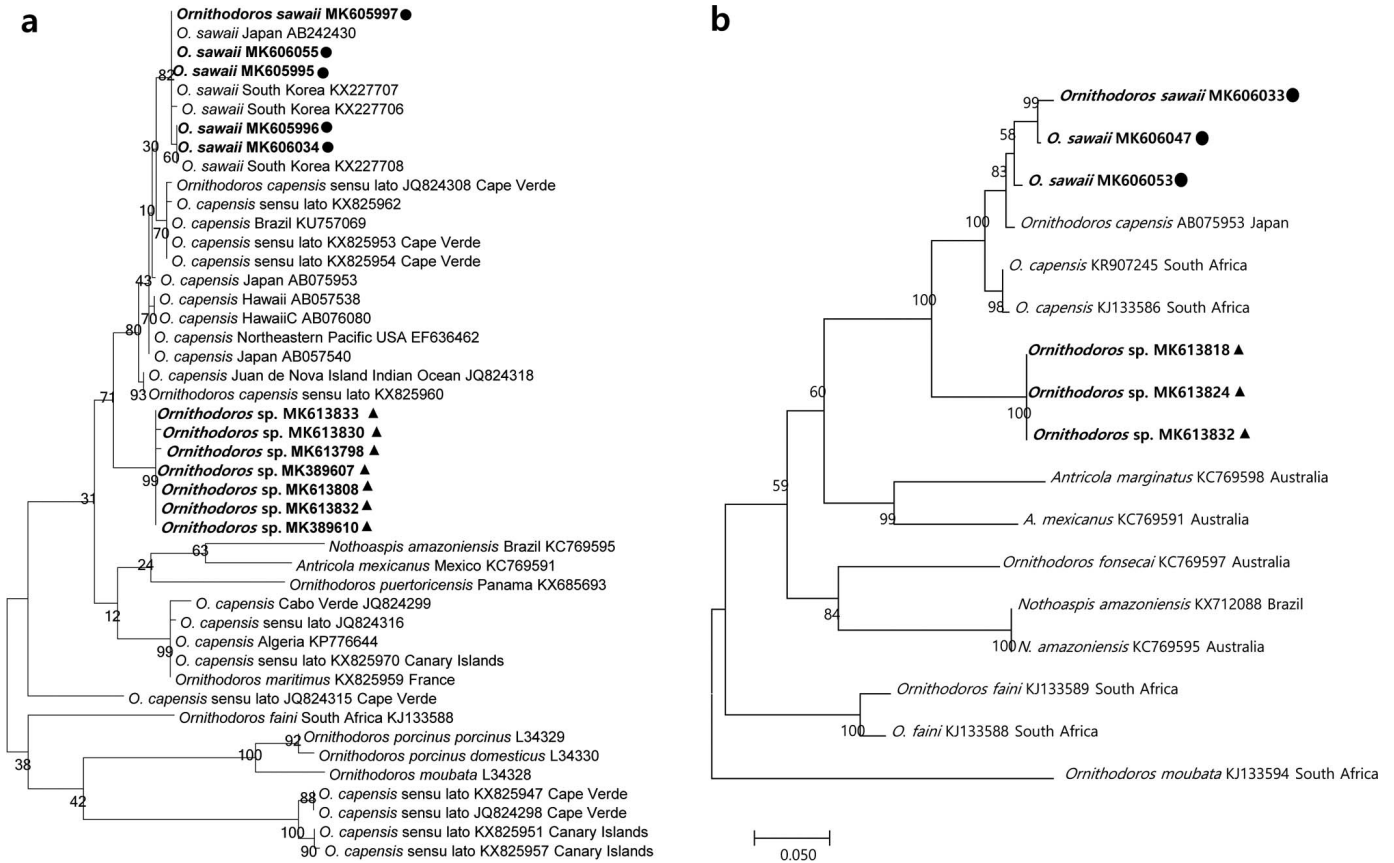 a
Ornithodoros sawaii MK605997
O. sawaii Japan AB242430
O. sawaii MK606055
O. sawaii MK605995
82
O. sawaii South Korea KX227707
O. sawaii South Korea KX227706
O. sawaii MK605996
30
O. sawaii MK606034
60
O. sawaii South Korea KX227708
Ornithodoros capensis sensu lato JQ824308 Cape Verde
O. capensis sensu lato KX825962
10
O. capensis Brazil KU757069
70
O. capensis sensu lato KX825953 Cape Verde
O. capensis sensu lato KX825954 Cape Verde
43
O. capensis Japan AB075953
O. capensis Hawaii AB057538
70
O. capensis HawaiiC AB076080
80
O. capensis Northeastern Pacific USA EF636462
O. capensis Japan AB057540
O. capensis Juan de Nova Island Indian Ocean JQ824318
93
Ornithodoros capensis sensu lato KX825960
71
Ornithodoros sp. MK613833
Ornithodoros sp. MK613830
Ornithodoros sp. MK613798
Ornithodoros sp. MK389607
99
Ornithodoros sp. MK613808
31
Ornithodoros sp. MK613832
Ornithodoros sp. MK389610
63
Nothoaspis amazoniensis Brazil KC769595
24
Antricola mexicanus Mexico KC769591
Ornithodoros puertoricensis Panama KX685693
O. capensis Cabo Verde JQ824299
12
O. capensis sensu lato JQ824316
O. capensis Algeria KP776644
99
O. capensis sensu lato KX825970 Canary Islands
Ornithodoros maritimus KX825959 France
O. capensis sensu lato JQ824315 Cape Verde
Ornithodoros faini South Africa KJ133588
92
Ornithodoros porcinus porcinus L34329
100
Ornithodoros porcinus domesticus L34330
38
Ornithodoros moubata L34328
88
O. capensis sensu lato KX825947 Cape Verde
42
O. capensis sensu lato JQ824298 Cape Verde
100
O. capensis sensu lato KX825951 Canary Islands
90
O. capensis sensu lato KX825957 Canary Islands
b
99
Ornithodoros sawaii MK606033
58
O. sawaii MK606047
83
O. sawaii MK606053
100
Ornithodoros capensis AB075953 Japan
O. capensis KR907245 South Africa
100
98
O. capensis KJ133586 South Africa
Ornithodoros sp. MK613818
60
Ornithodoros sp. MK613824
100
Ornithodoros sp. MK613832
59
Antricola marginatus KC769598 Australia
99
A. mexicanus KC769591 Australia
Ornithodoros fonsecai KC769597 Australia
84
Nothoaspis amazoniensis KX712088 Brazil
100
N. amazoniensis KC769595 Australia
Ornithodoros faini KJ133589 South Africa
100
O. faini KJ133588 South Africa
Ornithodoros moubata KJ133594 South Africa
0.050